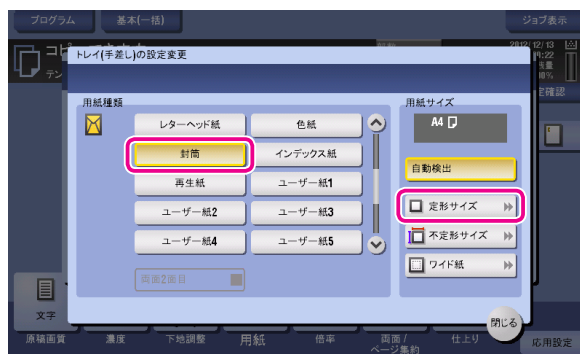 プログラム 基本(一括) ジョブ表示
トレイ(手差し)の設定変更
用紙種類 用紙サイズ
レターヘッド紙 色紙 A4
封筒 インデックス紙
自動検出
再生紙 ユーザー紙1
定形サイズ
ユーザー紙2 ユーザー紙3
不定形サイズ
ユーザー紙4 ユーザー紙5
ワイド紙
両面2面目
文字 閉じる
原稿画質 濃度 下地調整 用紙 倍率 両面/ 仕上り 応用設定
ページ集約